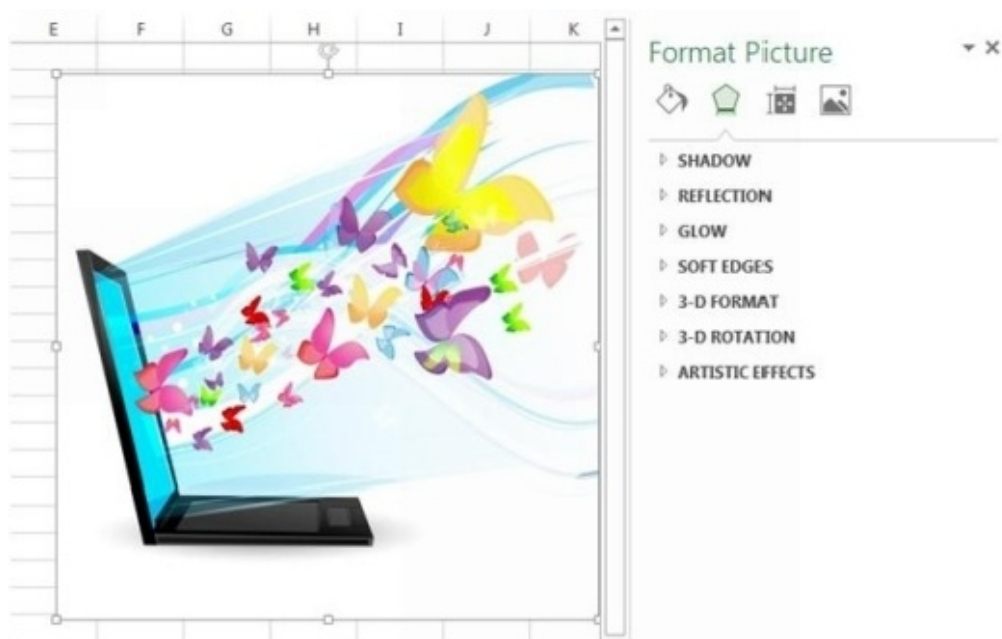 E F G H I J K
Format Picture
SHADOW
REFLECTION
GLOW
SOFT EDGES
3-D FORMAT
3-D ROTATION
ARTISTIC EFFECTS